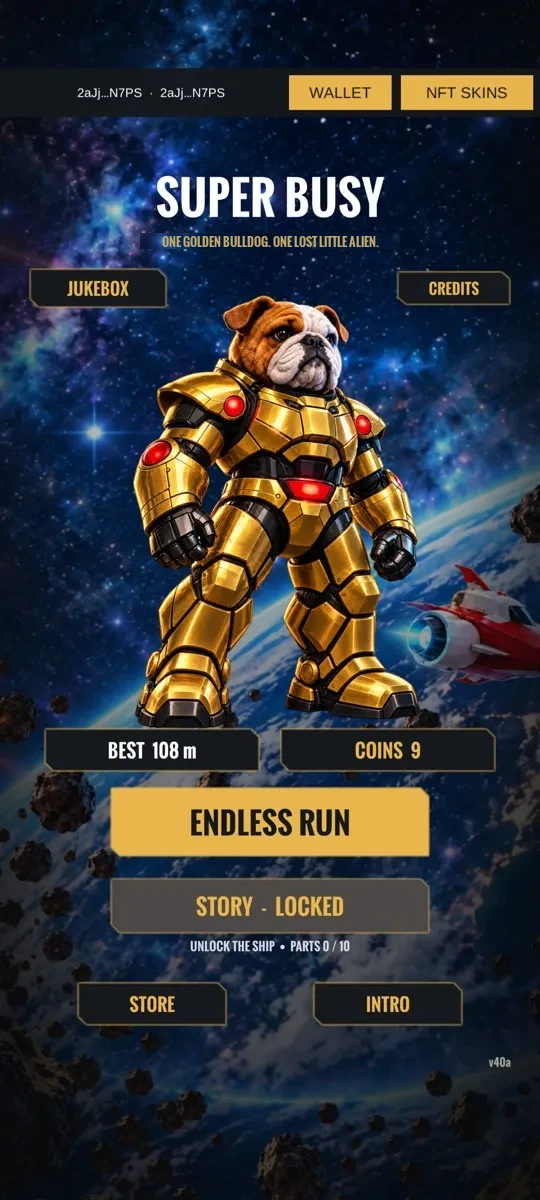 2aJj…N7PS · 2aJj…N7PS WALLET NFT SKINS
SUPER BUSY
ONE GOLDEN BULLDOG. ONE LOST LITTLE ALIEN.
JUKEBOX CREDITS
BEST 108 m COINS 9
ENDLESS RUN
STORY - LOCKED
UNLOCK THE SHIP • PARTS 0 / 10
STORE INTRO
v40a